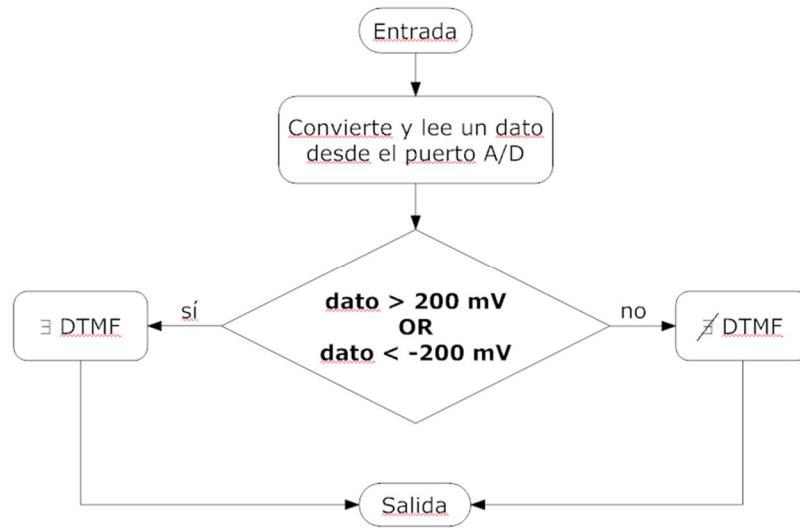 Entrada
Convierte y lee un dato
desde el puerto A/D
dato > 200 mV
OR
dato < -200 mV
sí
no
∃ DTMF
∄ DTMF
Salida